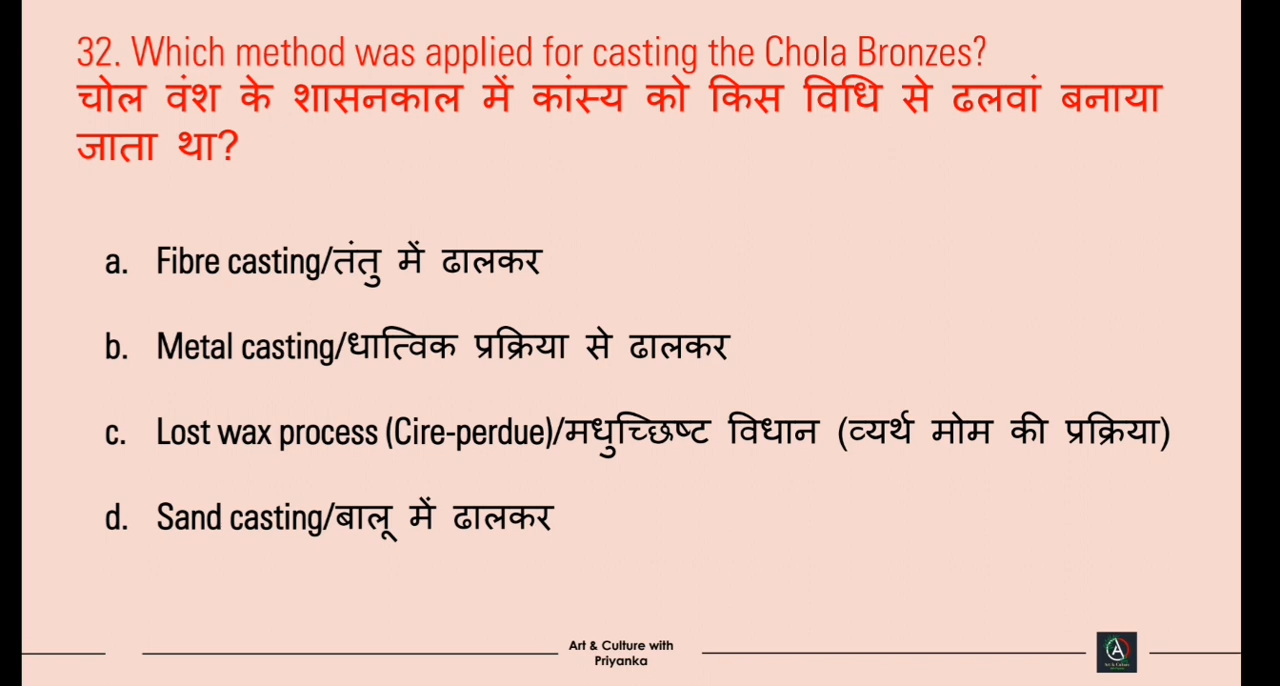 32. Which method was applied for casting the Chola Bronzes?
चोल वंश के शासनकाल में कांस्य को किस विधि से ढलवां बनाया
जाता था?
a. Fibre casting/तंतु में ढालकर
b. Metal casting/धात्विक प्रक्रिया से ढालकर
c. Lost wax process (Cire-perdue)/मधुच्छिष्ट विधान (व्यर्थ मोम की प्रक्रिया)
d. Sand casting/बालू में ढालकर
Art & Culture with
Priyanka